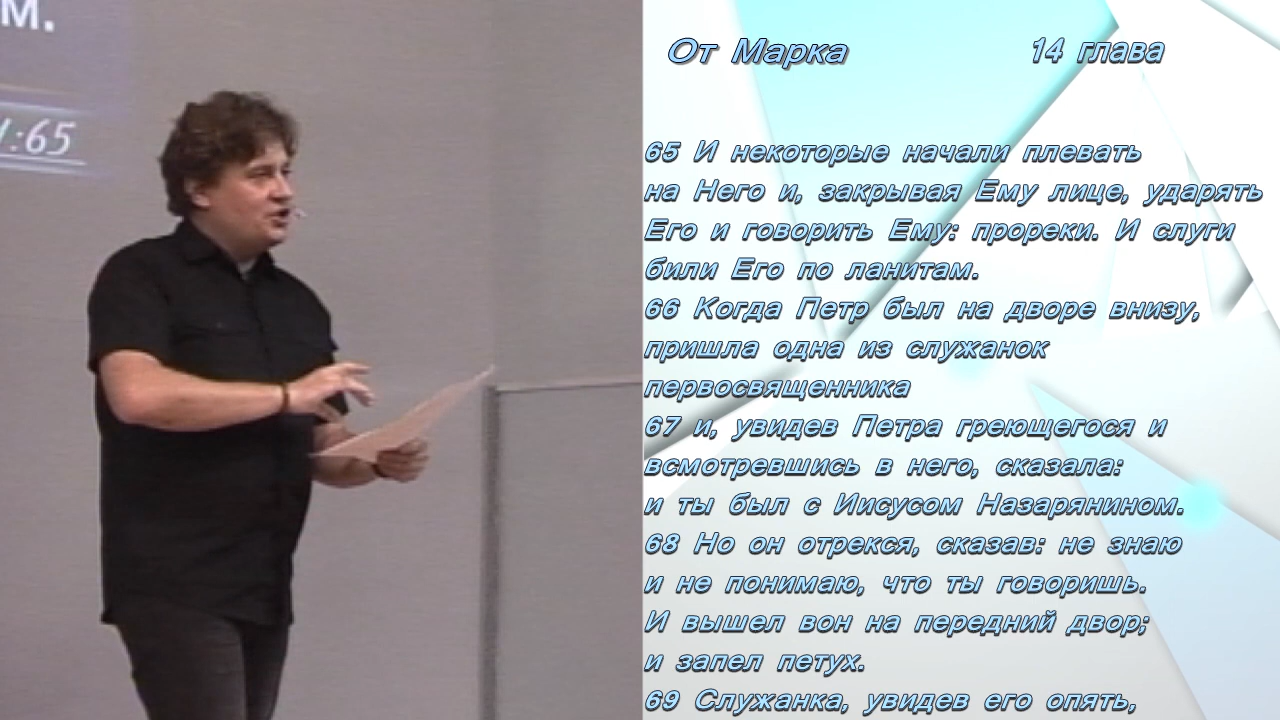 м.
:65
От Марка 14 глава
65 И некоторые начали плевать
на Него и, закрывая Ему лице, ударять
Его и говорить Ему: прореки. И слуги
били Его по ланитам.
66 Когда Петр был на дворе внизу,
пришла одна из служанок
первосвященника
67 и, увидев Петра греющегося и
всмотревшись в него, сказала:
и ты был с Иисусом Назарянином.
68 Но он отрекся, сказав: не знаю
и не понимаю, что ты говоришь.
И вышел вон на передний двор;
и запел петух.
69 Служанка, увидев его опять,